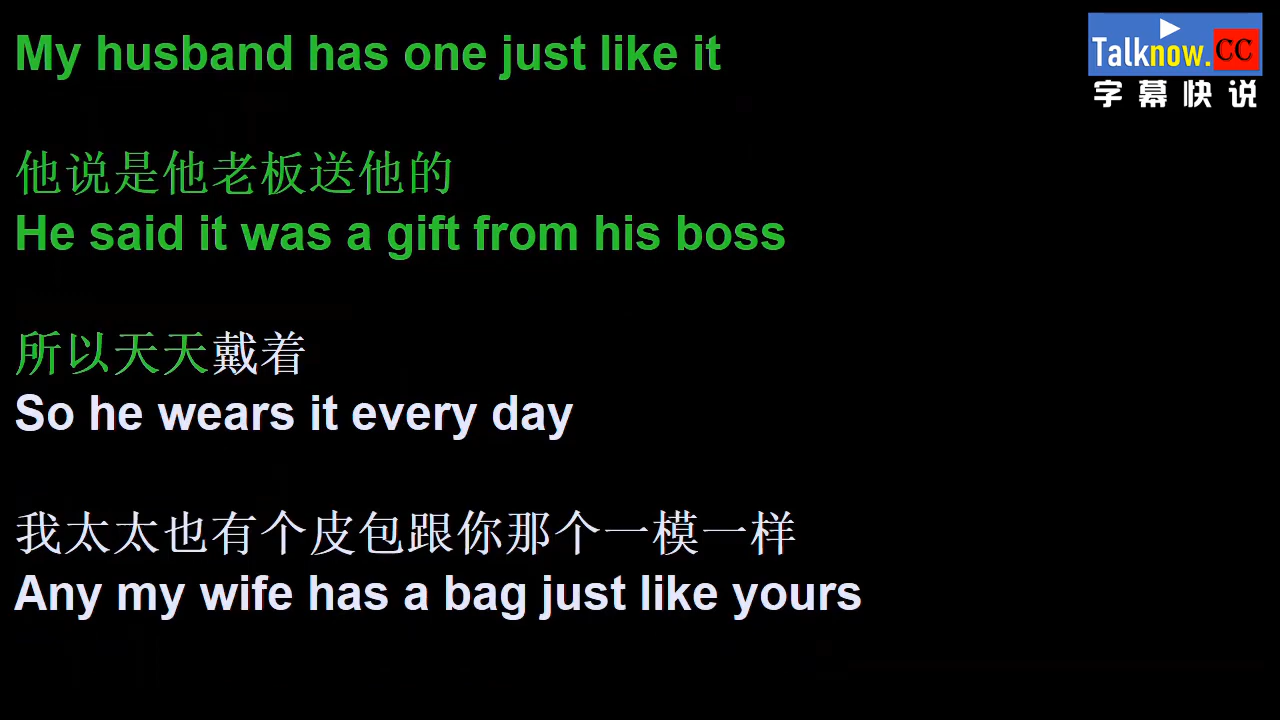 My husband has one just like it
Talknow.CC
字幕快说
他说是他老板送他的
He said it was a gift from his boss
所以天天戴着
So he wears it every day
我太太也有个皮包跟你那个一模一样
Any my wife has a bag just like yours